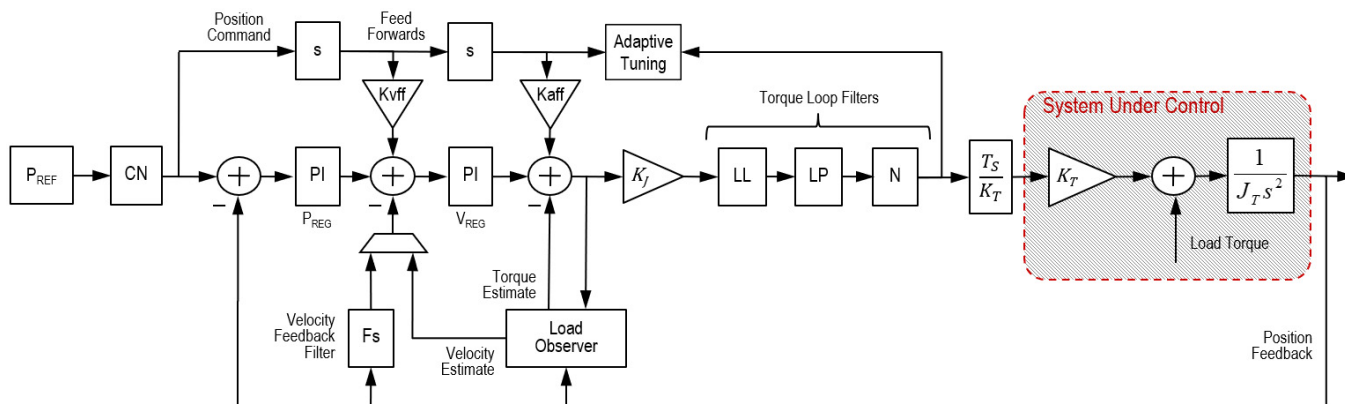 Position
Command
Feed
Forwards
s
s
Adaptive
Tuning
Kvff
Kaff
Torque Loop Filters
System Under Control
P_REF
CN
+
PI
+
PI
+
K_J
LL
LP
N
T_S
K_T
K_T
+
1
J_T s^2
−
P_REG
−
V_REG
−
Load Torque
Torque
Estimate
Velocity
Feedback
Filter
Fs
Velocity
Estimate
Load
Observer
Position
Feedback